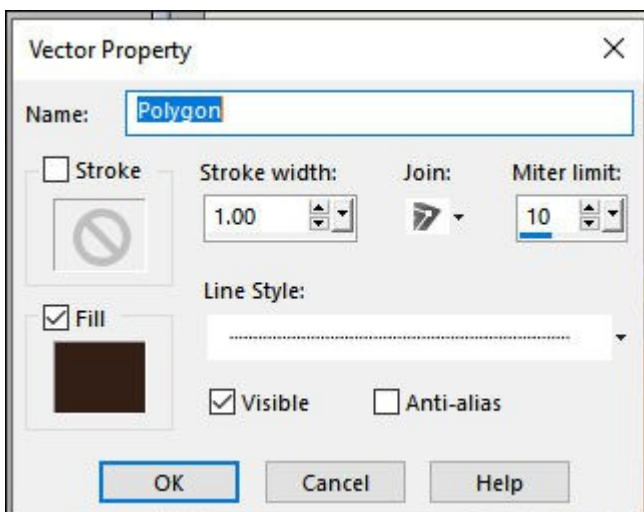 Vector Property
Name: Polygon
Stroke Stroke width: Join: Miter limit:
1.00 10
Line Style:
Fill
Visible Anti-alias
OK Cancel Help